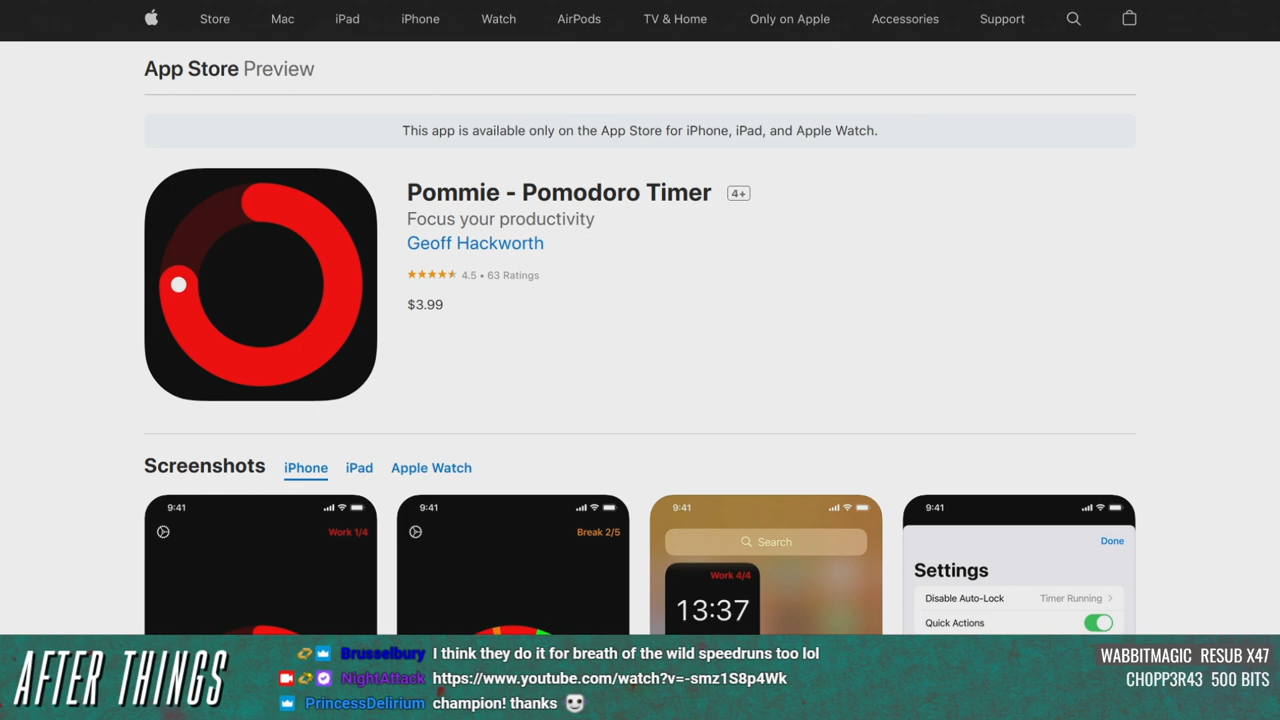 Store Mac iPad iPhone Watch AirPods TV & Home Only on Apple Accessories Support
App Store Preview
This app is available only on the App Store for iPhone, iPad, and Apple Watch.
Pommie - Pomodoro Timer 4+
Focus your productivity
Geoff Hackworth
4.5 • 63 Ratings
$3.99
Screenshots iPhone iPad Apple Watch
9:41
Work 1/4
9:41
Break 2/5
9:41
Search
Work 4/4
13:37
9:41
Done
Settings
Disable Auto-Lock Timer Running
Quick Actions
AFTER THINGS
Brusselbury I think they do it for breath of the wild speedruns too lol
NightAttack https://www.youtube.com/watch?v=-smz1S8p4Wk
PrincessDelirium champion! thanks
WABBITMAGIC RESUB X47
CHOPP3R43 500 BITS